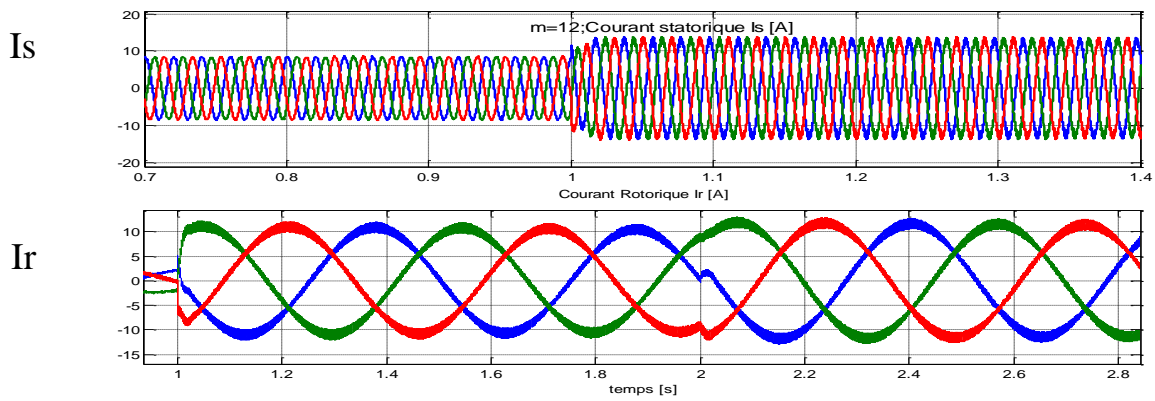 Is
m=12;Courant statorique Is [A]
20
10
0
-10
-20
0.7 0.8 0.9 1 1.1 1.2 1.3 1.4
Courant Rotorique Ir [A]
Ir
10
5
0
-5
-10
-15
1 1.2 1.4 1.6 1.8 2 2.2 2.4 2.6 2.8
temps [s]